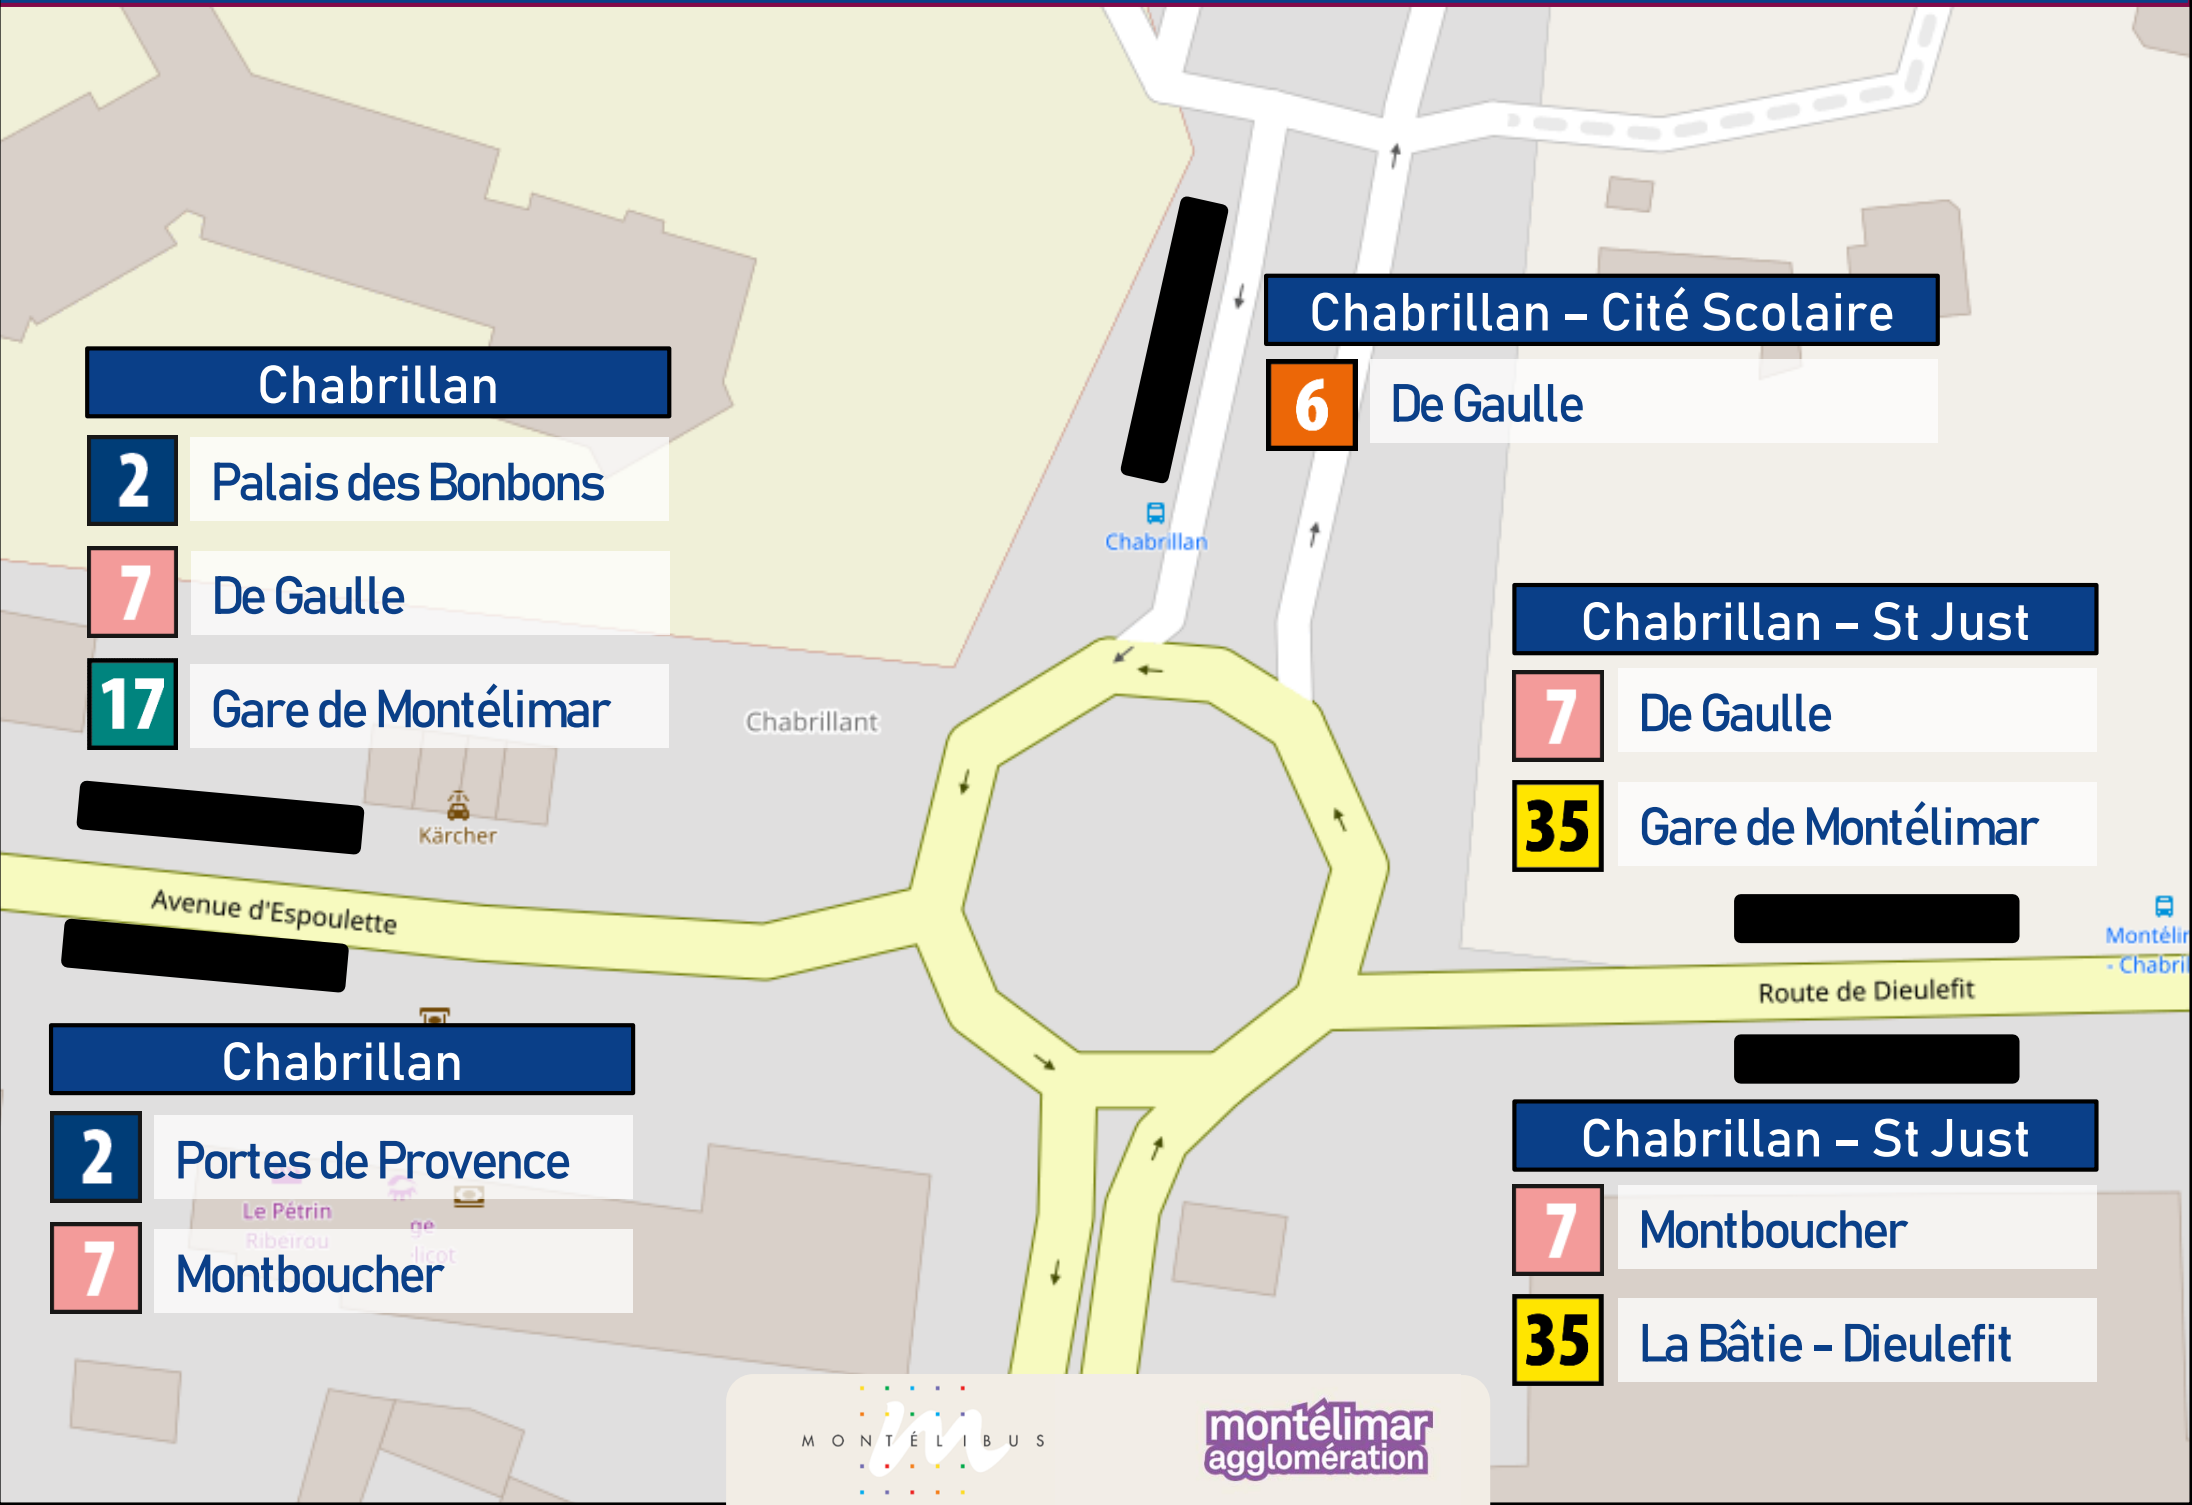 Chabrillan – Cité Scolaire
6 De Gaulle
Chabrillan
2 Palais des Bonbons
7 De Gaulle
17 Gare de Montélimar
Chabrillan
Chabrillan – St Just
7 De Gaulle
35 Gare de Montélimar
Chabrillant
Kärcher
Avenue d'Espoulette
Route de Dieulefit
Chabrillan
2 Portes de Provence
7 Montboucher
Le Pétrin
Ribeirou
Chabrillan – St Just
7 Montboucher
35 La Bâtie – Dieulefit
MONTÉLIBUS
montélimar
agglomération